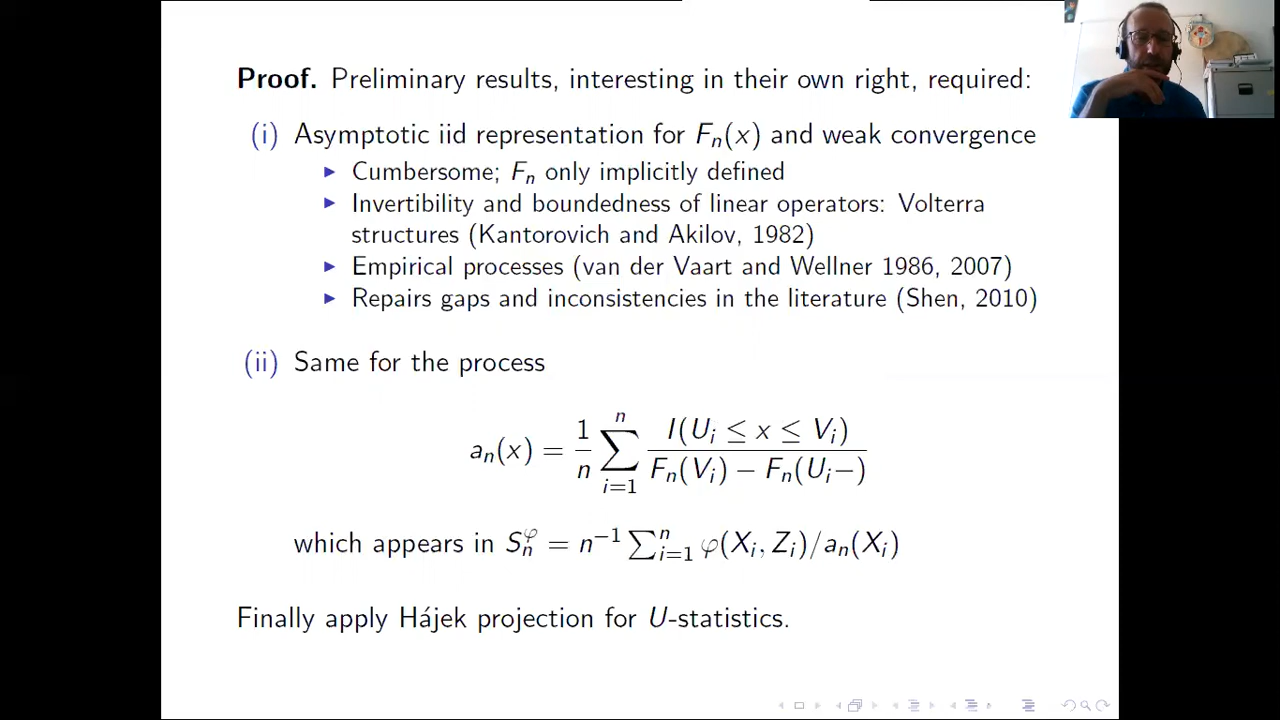 Proof. Preliminary results, interesting in their own right, required:
(i) Asymptotic iid representation for Fₙ(x) and weak convergence
▶ Cumbersome; Fₙ only implicitly defined
▶ Invertibility and boundedness of linear operators: Volterra
structures (Kantorovich and Akilov, 1982)
▶ Empirical processes (van der Vaart and Wellner 1986, 2007)
▶ Repairs gaps and inconsistencies in the literature (Shen, 2010)
(ii) Same for the process
aₙ(x) = 1/n ∑ᵢ₌₁ⁿ I(Uᵢ ≤ x ≤ Vᵢ) / Fₙ(Vᵢ) − Fₙ(Uᵢ−)
which appears in Sₙ^φ = n⁻¹ ∑ᵢ₌₁ⁿ φ(Xᵢ, Zᵢ)/aₙ(Xᵢ)
Finally apply Hájek projection for U-statistics.